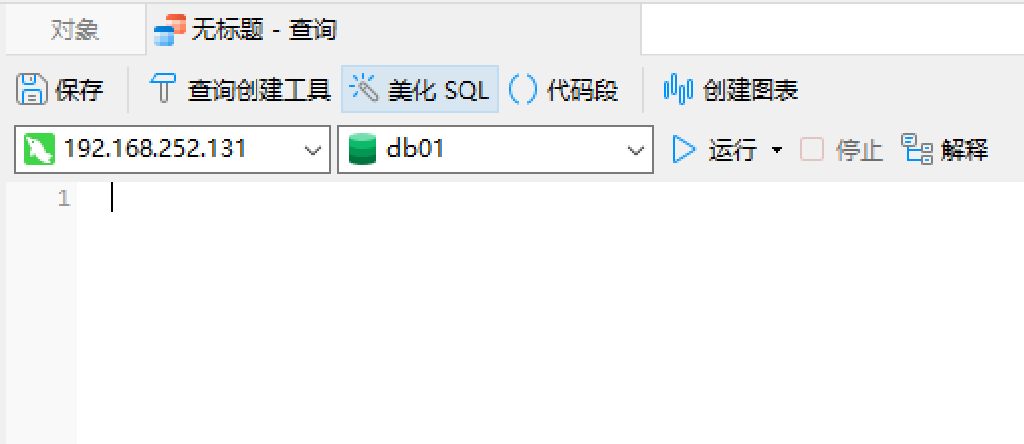 对象 无标题 - 查询
保存 查询创建工具 美化 SQL 代码段 创建图表
192.168.252.131 db01 运行 停止 解释
1